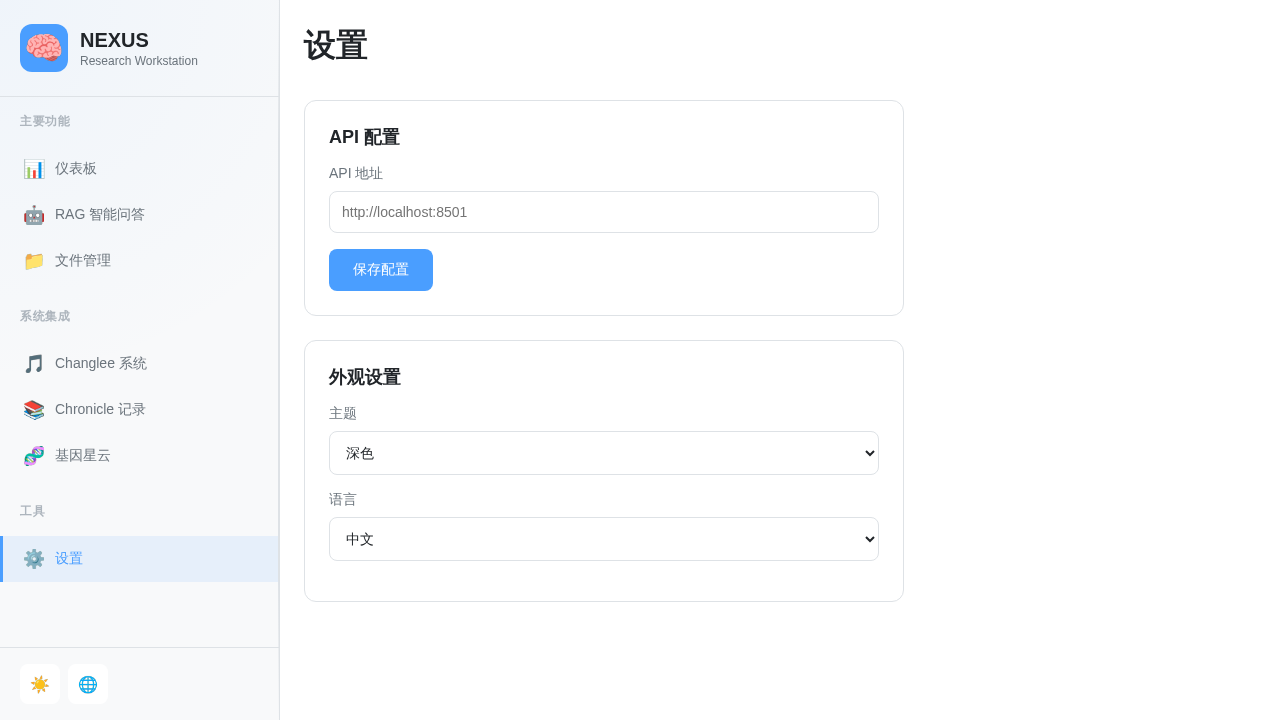 NEXUS
Research Workstation
主要功能
仪表板
RAG 智能问答
文件管理
系统集成
Changlee 系统
Chronicle 记录
基因星云
工具
设置
设置
API 配置
API 地址
http://localhost:8501
保存配置
外观设置
主题
深色
语言
中文